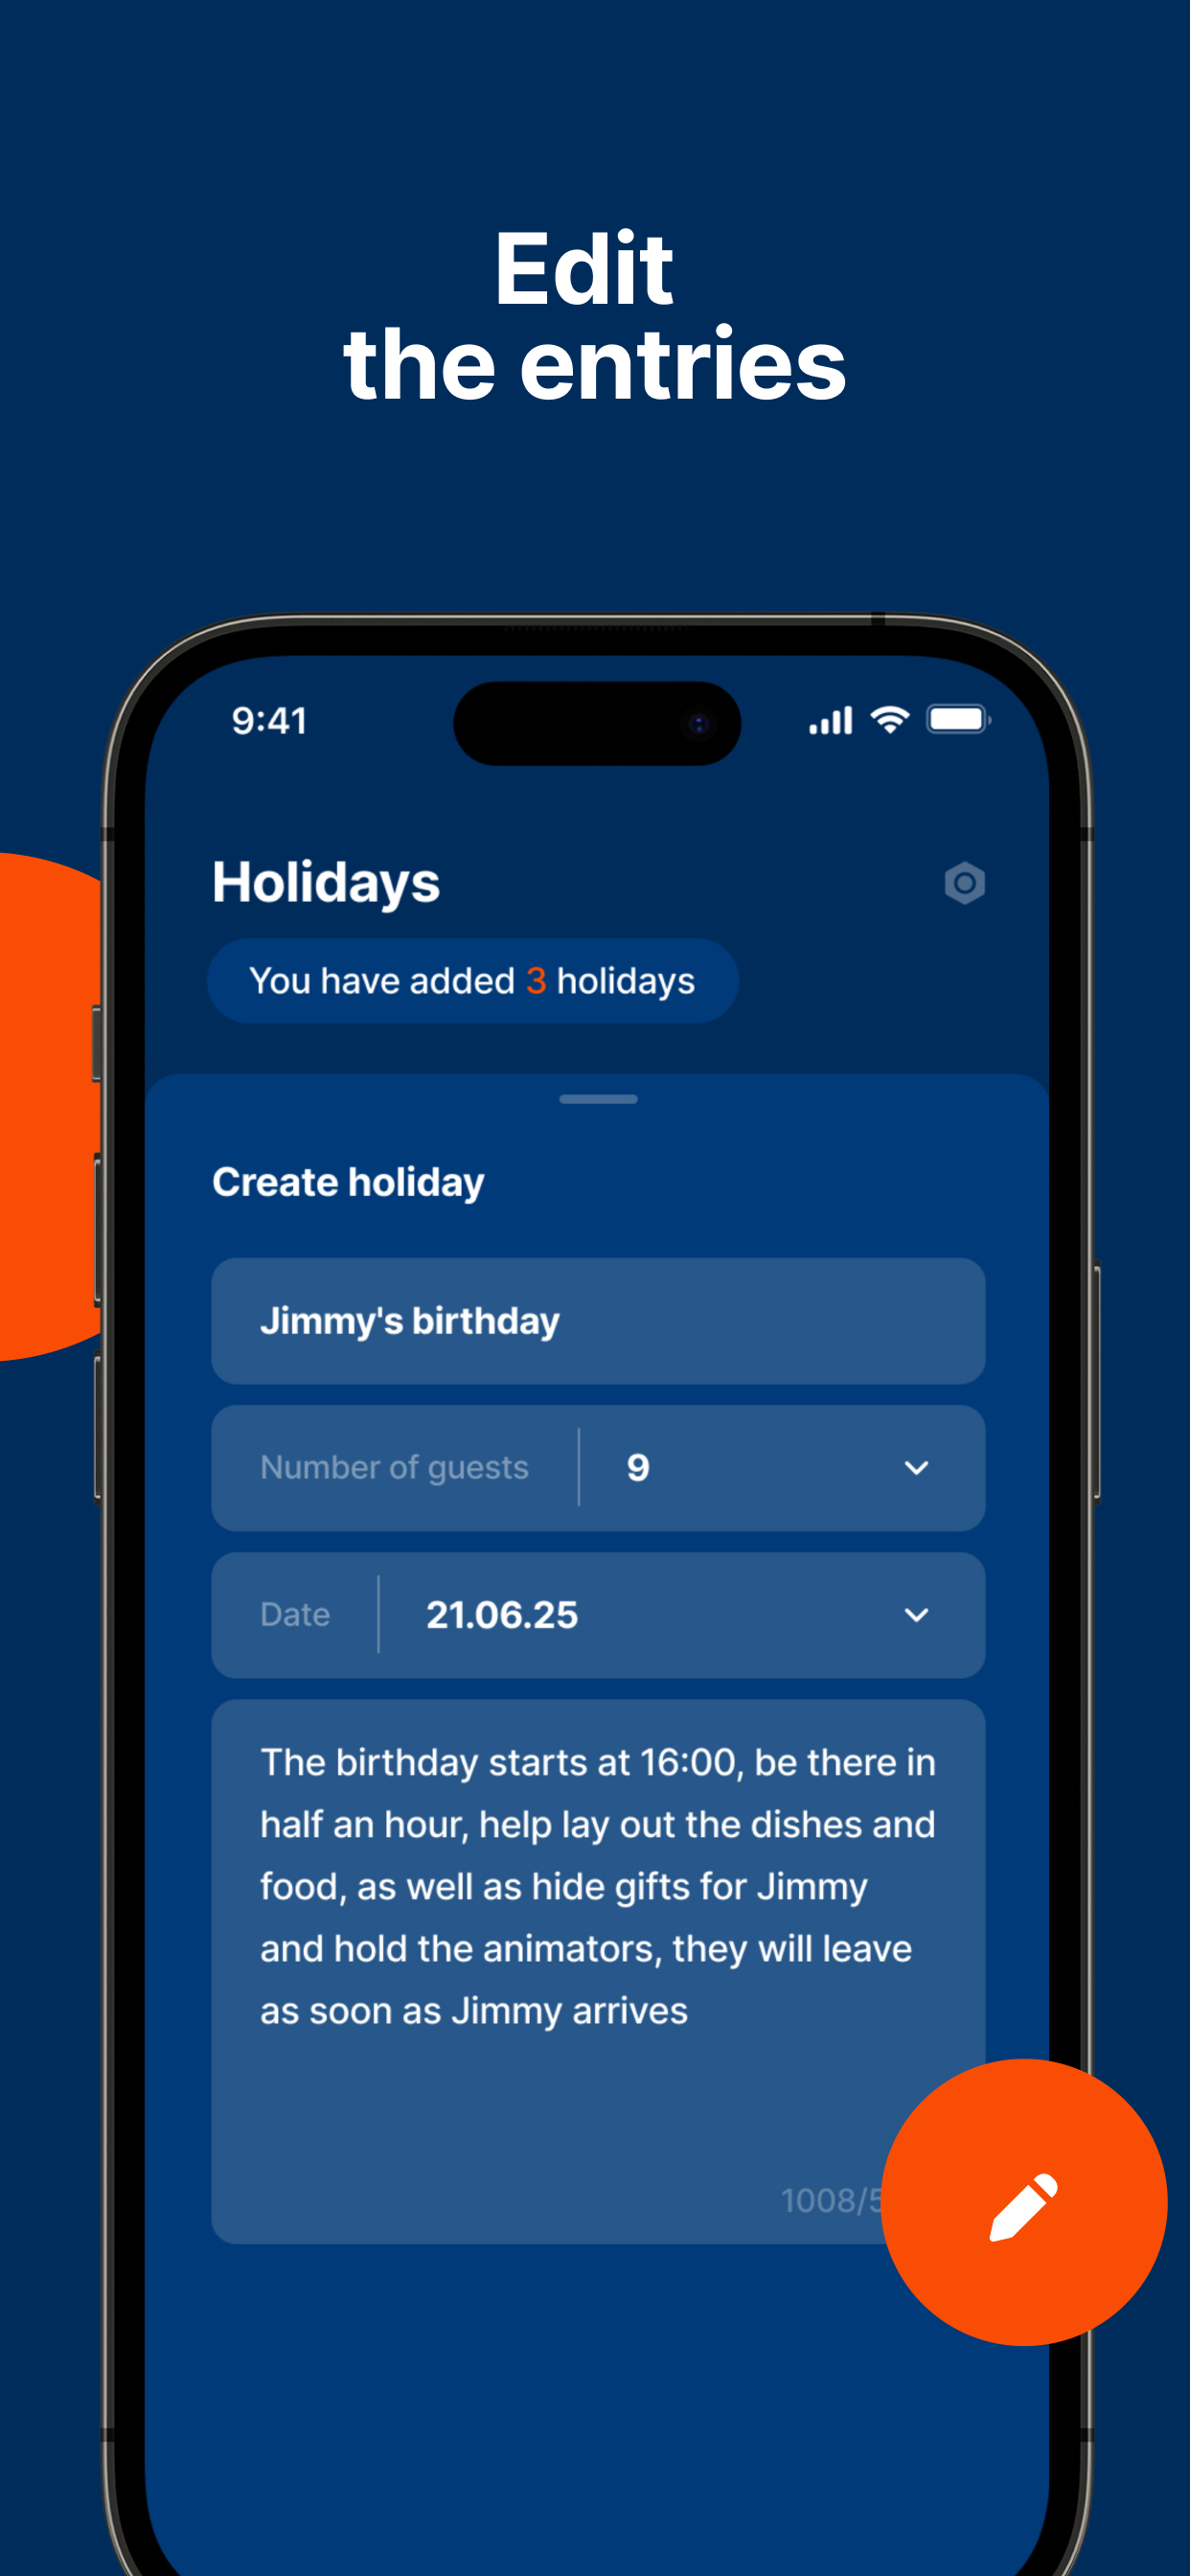 Edit
the entries
9:41
Holidays
You have added 3 holidays
Create holiday
Jimmy's birthday
Number of guests 9
Date 21.06.25
The birthday starts at 16:00, be there in
half an hour, help lay out the dishes and
food, as well as hide gifts for Jimmy
and hold the animators, they will leave
as soon as Jimmy arrives
1008/5